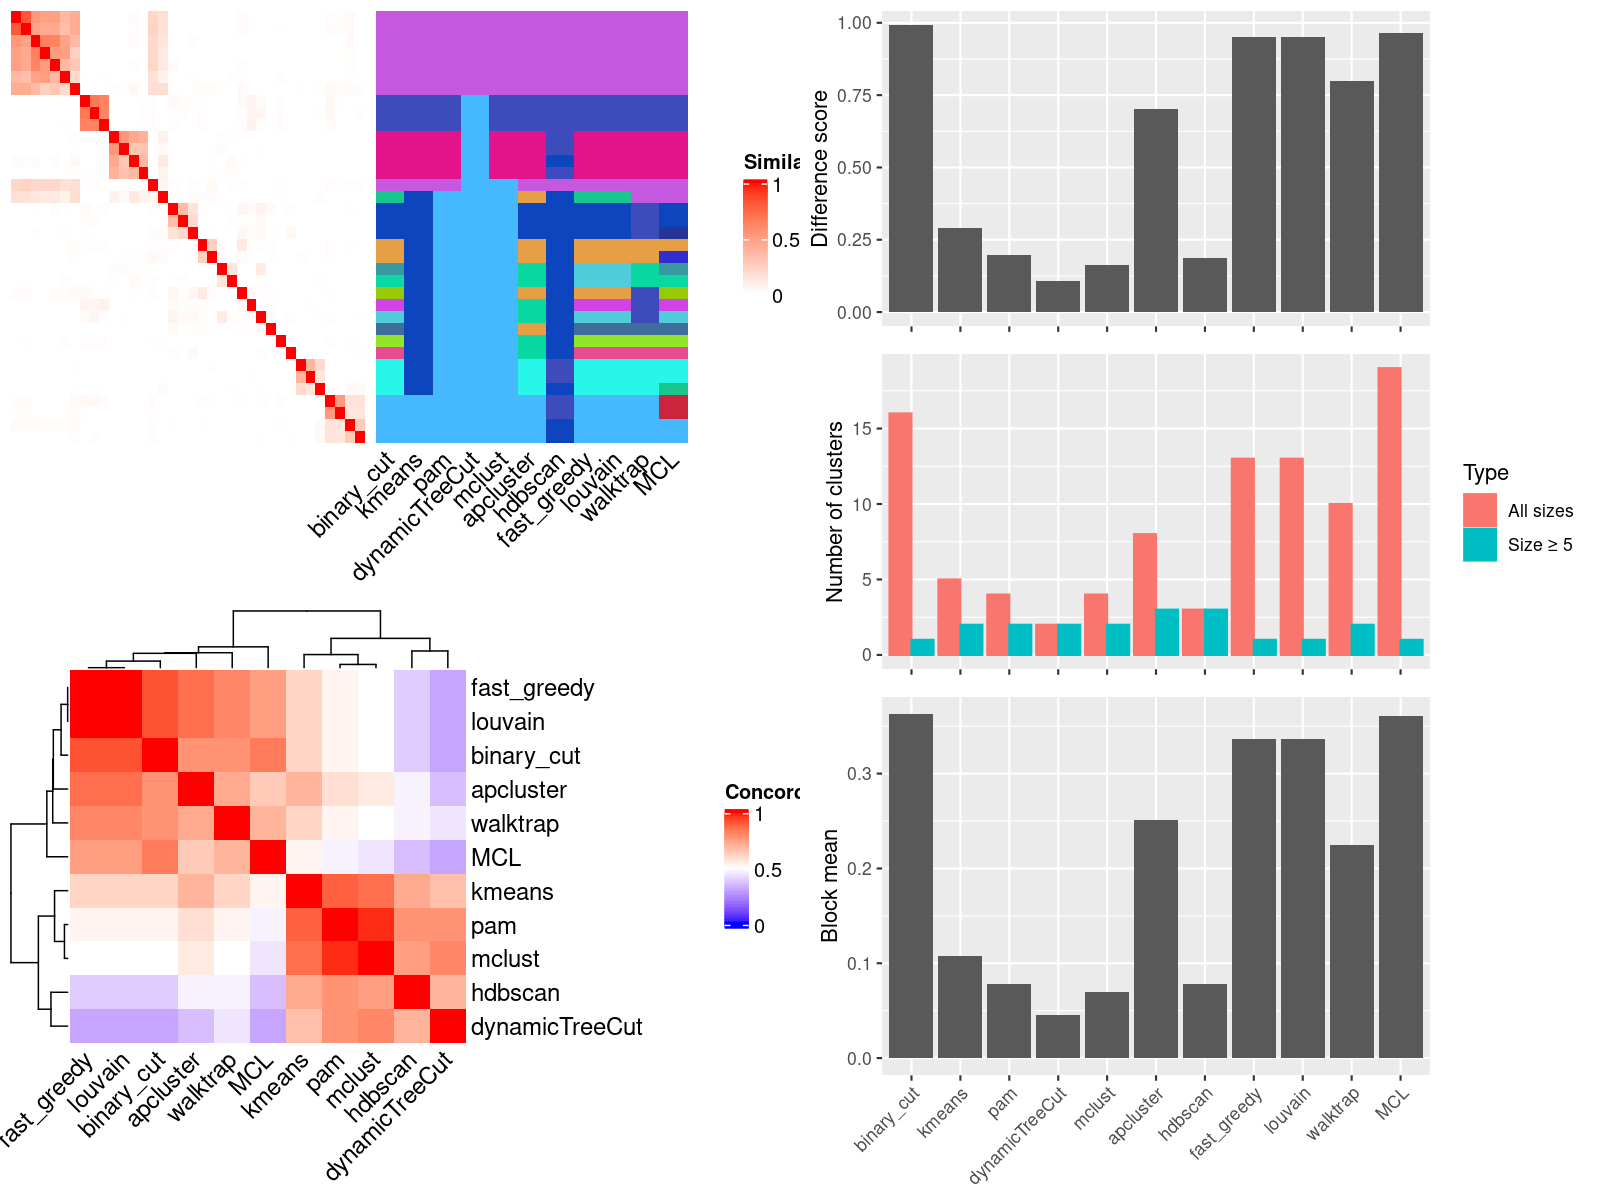 Simila
1
0.5
0
binary_cut
kmeans
pam
dynamicTreeCut
mclust
apcluster
hdbscan
fast_greedy
louvain
walktrap
MCL
fast_greedy
louvain
binary_cut
apcluster
walktrap
MCL
kmeans
pam
mclust
hdbscan
dynamicTreeCut
Concord
1
0.5
0
fast_greedy
louvain
binary_cut
apcluster
walktrap
MCL
kmeans
pam
mclust
hdbscan
dynamicTreeCut
Difference score
1.00
0.75
0.50
0.25
0.00
Number of clusters
15
10
5
0
Type
All sizes
Size ≥ 5
Block mean
0.3
0.2
0.1
0.0
binary_cut
kmeans
pam
dynamicTreeCut
mclust
apcluster
hdbscan
fast_greedy
louvain
walktrap
MCL